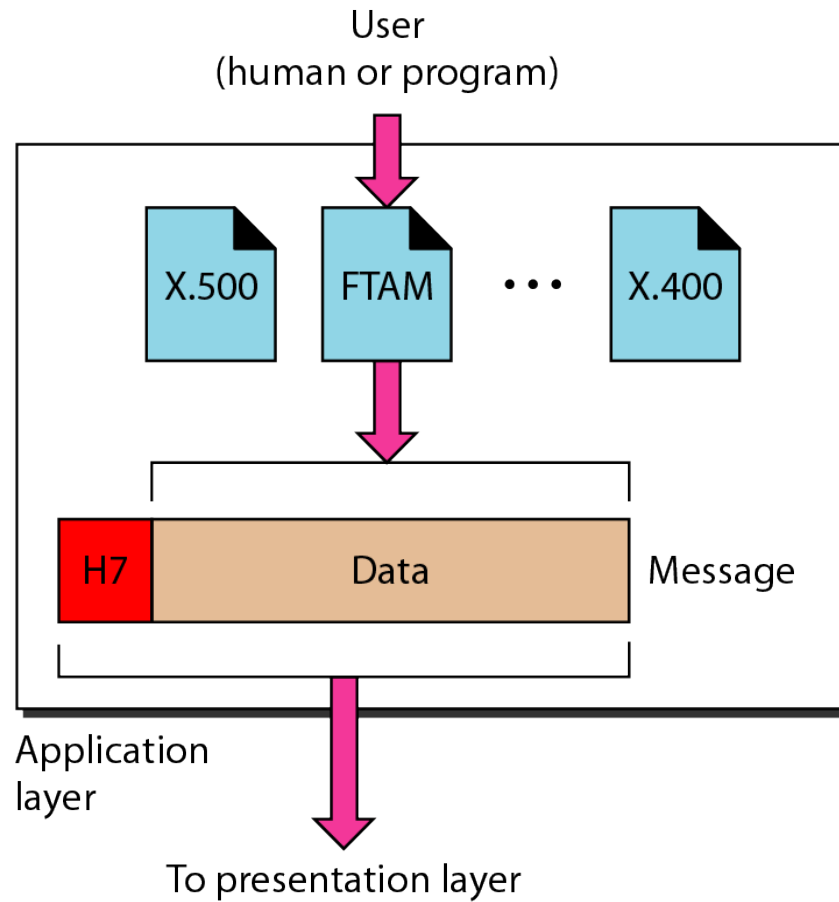 User
(human or program)
X.500
FTAM
...
X.400
H7
Data
Message
Application
layer
To presentation layer